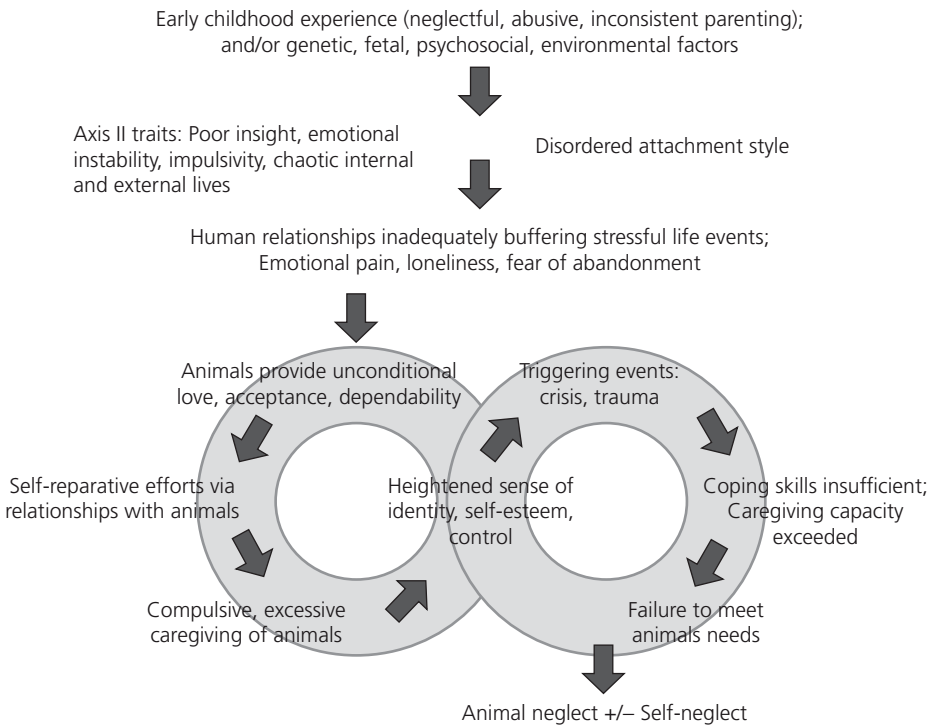 Early childhood experience (neglectful, abusive, inconsistent parenting);
and/or genetic, fetal, psychosocial, environmental factors
Axis II traits: Poor insight, emotional
instability, impulsivity, chaotic internal
and external lives
Disordered attachment style
Human relationships inadequately buffering stressful life events;
Emotional pain, loneliness, fear of abandonment
Animals provide unconditional
love, acceptance, dependability
Self-reparative efforts via
relationships with animals
Compulsive, excessive
caregiving of animals
Heightened sense of
identity, self-esteem,
control
Triggering events:
crisis, trauma
Coping skills insufficient;
Caregiving capacity
exceeded
Failure to meet
animals needs
Animal neglect +/– Self-neglect